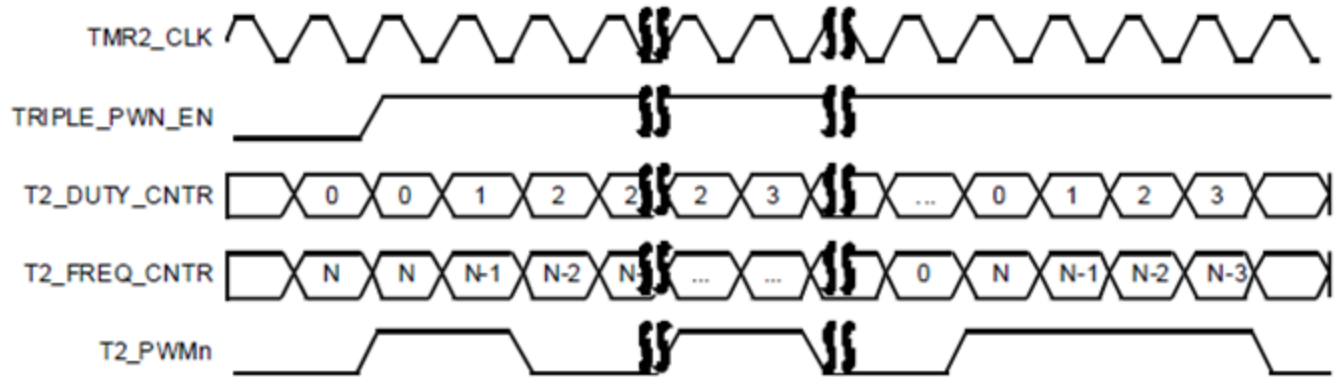 TMR2_CLK
TRIPLE_PWN_EN
T2_DUTY_CNTR 0 0 1 2 2 2 3 ... 0 1 2 3
T2_FREQ_CNTR N N N-1 N-2 N- ... ... 0 N N-1 N-2 N-3
T2_PWMn